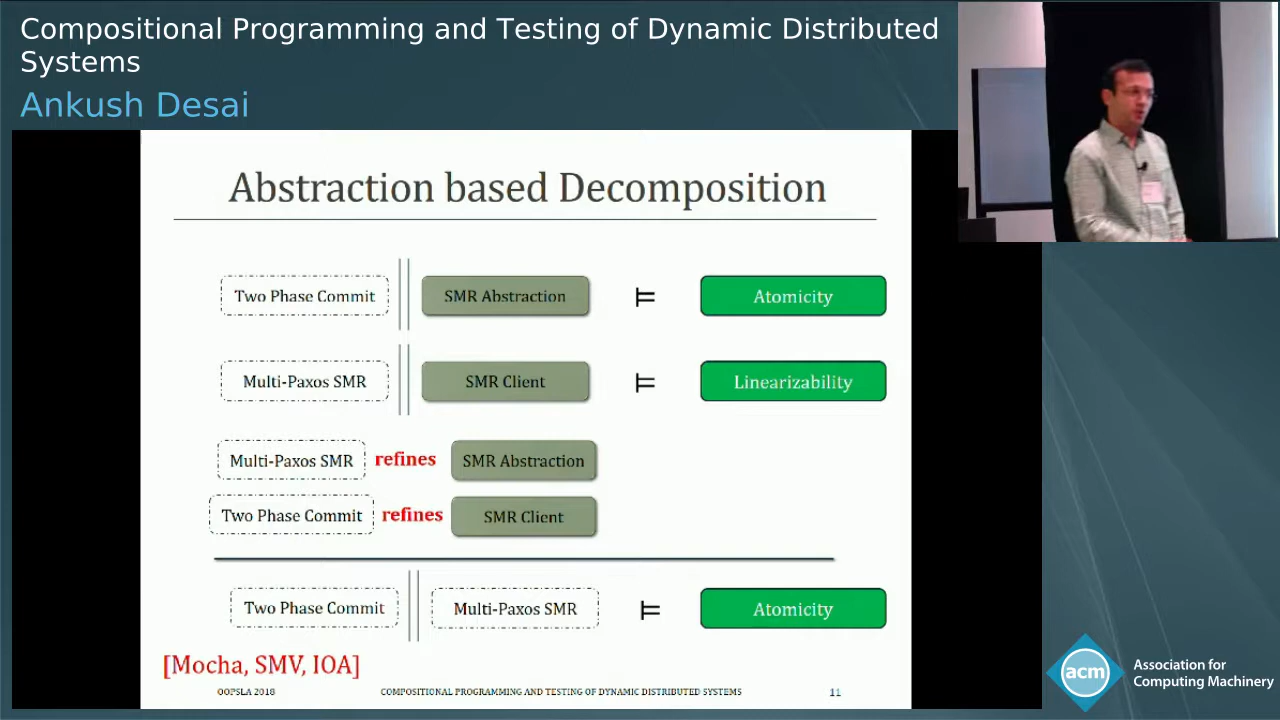 Compositional Programming and Testing of Dynamic Distributed
Systems
Ankush Desai
Abstraction based Decomposition
Two Phase Commit || SMR Abstraction ⊨ Atomicity
Multi-Paxos SMR || SMR Client ⊨ Linearizability
Multi-Paxos SMR refines SMR Abstraction
Two Phase Commit refines SMR Client
Two Phase Commit || Multi-Paxos SMR ⊨ Atomicity
[Mocha, SMV, IOA]
OOPSLA 2018 COMPOSITIONAL PROGRAMMING AND TESTING OF DYNAMIC DISTRIBUTED SYSTEMS 11
acm Association for
Computing Machinery